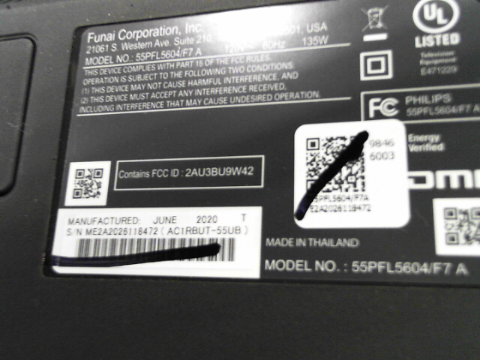 Funai Corporation, Inc.
21061 S. Western Ave. Suite
USA
60Hz 135W
MODEL NO. : 55PFL5604/F7 A
THIS DEVICE COMPLIES WITH PART 15 OF THE FCC RULES.
OPERATION IS SUBJECT TO THE FOLLOWING TWO CONDITIONS:
(1) THIS DEVICE MAY NOT CAUSE HARMFUL INTERFERENCE, AND
(2) THIS DEVICE MUST ACCEPT ANY INTERFERENCE RECEIVED,
INCLUDING INTERFERENCE THAT MAY CAUSE UNDESIRED OPERATION.
UL
LISTED
E471229
FC
PHILIPS
55PFL5604/F7 A
Energy
Verified
Contains FCC ID : 2AU3BU9W42
9846
6003
55PFL5604/F7A
ME2A2026118472
MANUFACTURED: JUNE 2020 T
S/N ME2A2026118472 ( AC1RBUT-55UB )
MADE IN THAILAND
MODEL NO. : 55PFL5604/F7 A